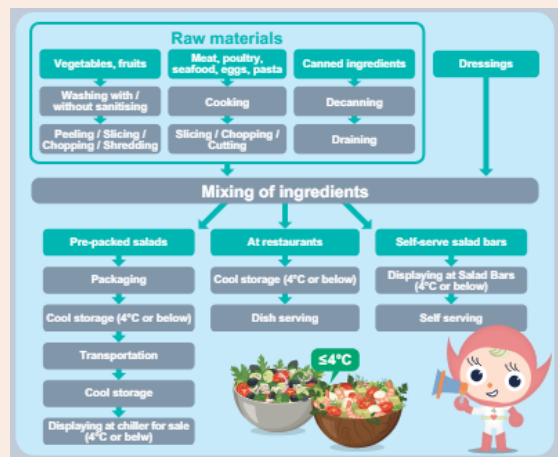 Raw materials
Vegetables, fruits
Washing with /
without sanitising
Peeling / Slicing /
Chopping / Shredding
Meat, poultry,
seafood, eggs, pasta
Cooking
Slicing / Chopping /
Cutting
Canned ingredients
Decanning
Draining
Dressings
Mixing of ingredients
Pre-packed salads
Packaging
Cool storage (4°C or below)
Transportation
Cool storage
Displaying at chiller for sale
(4°C or belw)
At restaurants
Cool storage (4°C or below)
Dish serving
Self-serve salad bars
Displaying at Salad Bars
(4°C or below)
Self serving
≤4°C